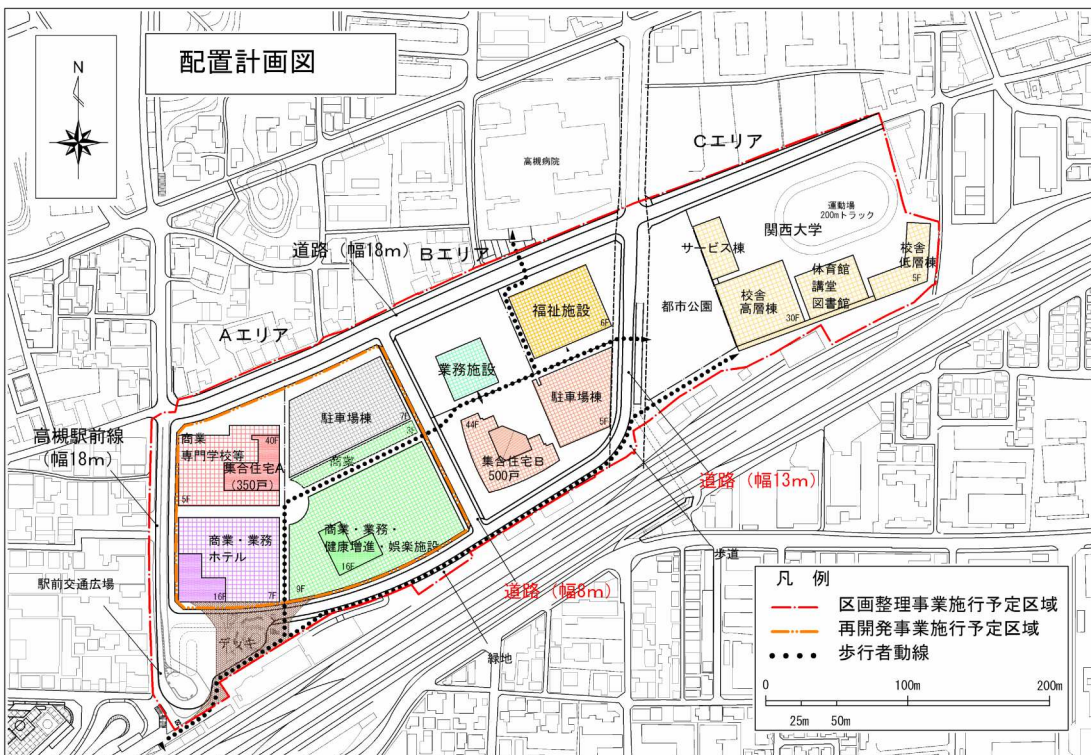 配置計画図
N
Cエリア
高槻病院
運動場
200mトラック
関西大学
道路（幅18m）
Bエリア
サービス棟
校舎
低層棟
5F
体育館
講堂
図書館
校舎
高層棟
30F
都市公園
福祉施設
6F
Aエリア
業務施設
駐車場棟
7F
3F
駐車場棟
5F
高槻駅前線
（幅18m）
商業
専門学校等
40F
集合住宅A
（350戸）
5F
商業
44F
集合住宅B
500戸
道路（幅13m）
商業・業務・
健康増進・娯楽施設
16F
9F
商業・業務
ホテル
16F
7F
歩道
駅前交通広場
道路（幅8m）
デッキ
緑地
凡 例
区画整理事業施行予定区域
再開発事業施行予定区域
歩行者動線
0
100m
200m
25m
50m